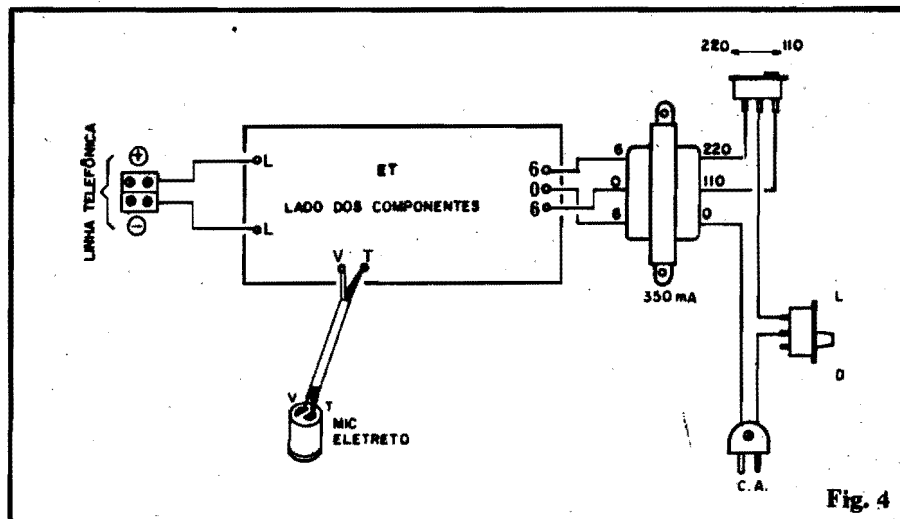 220 110
LINHA TELEFÔNICA
+
-
L
L
ET
LADO DOS COMPONENTES
6
0
6
6
0
6
220
110
0
350 mA
V T
V T
MIC
ELETRETO
L
D
C.A.
Fig. 4